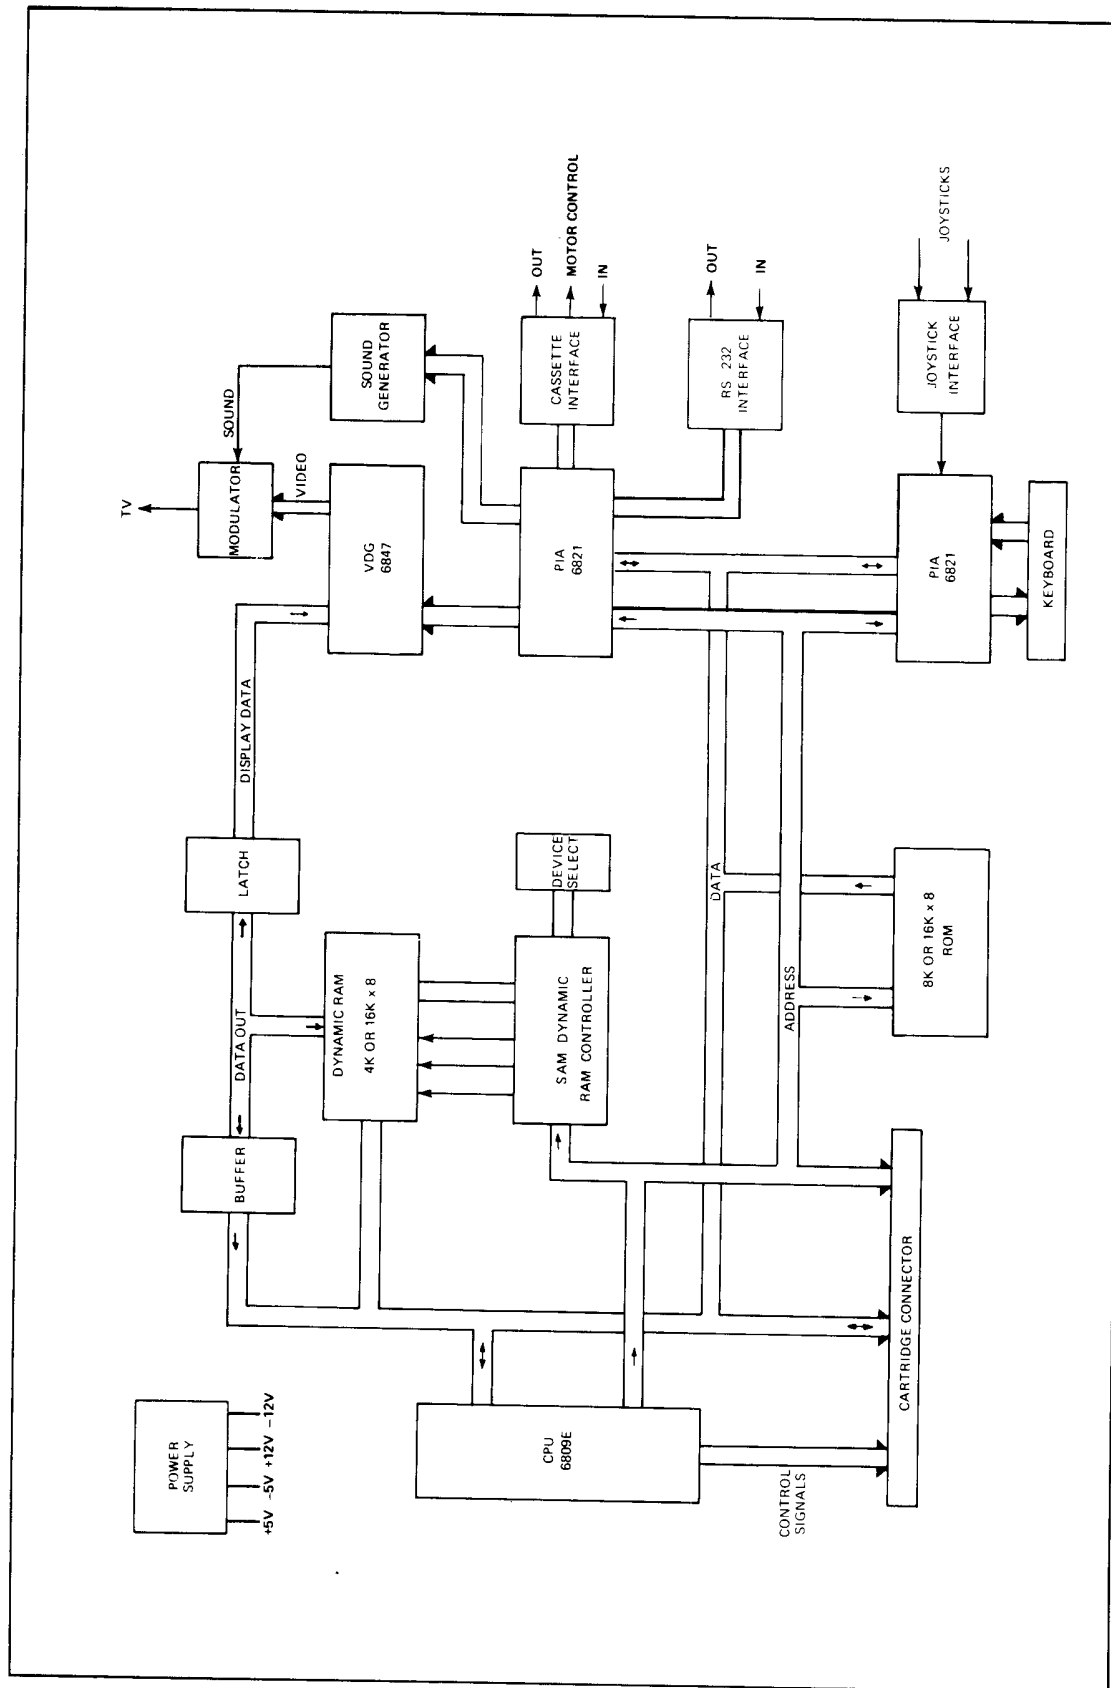 POWER
SUPPLY
+5V
-5V
+12V
-12V
BUFFER
DATA OUT
LATCH
DISPLAY DATA
TV
MODULATOR
SOUND
VIDEO
CPU
6809E
DYNAMIC RAM
4K OR 16K x 8
VDG
6847
SOUND
GENERATOR
SAM DYNAMIC
RAM CONTROLLER
DEVICE
SELECT
PIA
6821
CASSETTE
INTERFACE
OUT
MOTOR CONTROL
IN
DATA
RS 232
INTERFACE
OUT
IN
CONTROL
SIGNALS
ADDRESS
CARTRIDGE CONNECTOR
8K OR 16K x 8
ROM
PIA
6821
JOYSTICK
INTERFACE
JOYSTICKS
KEYBOARD